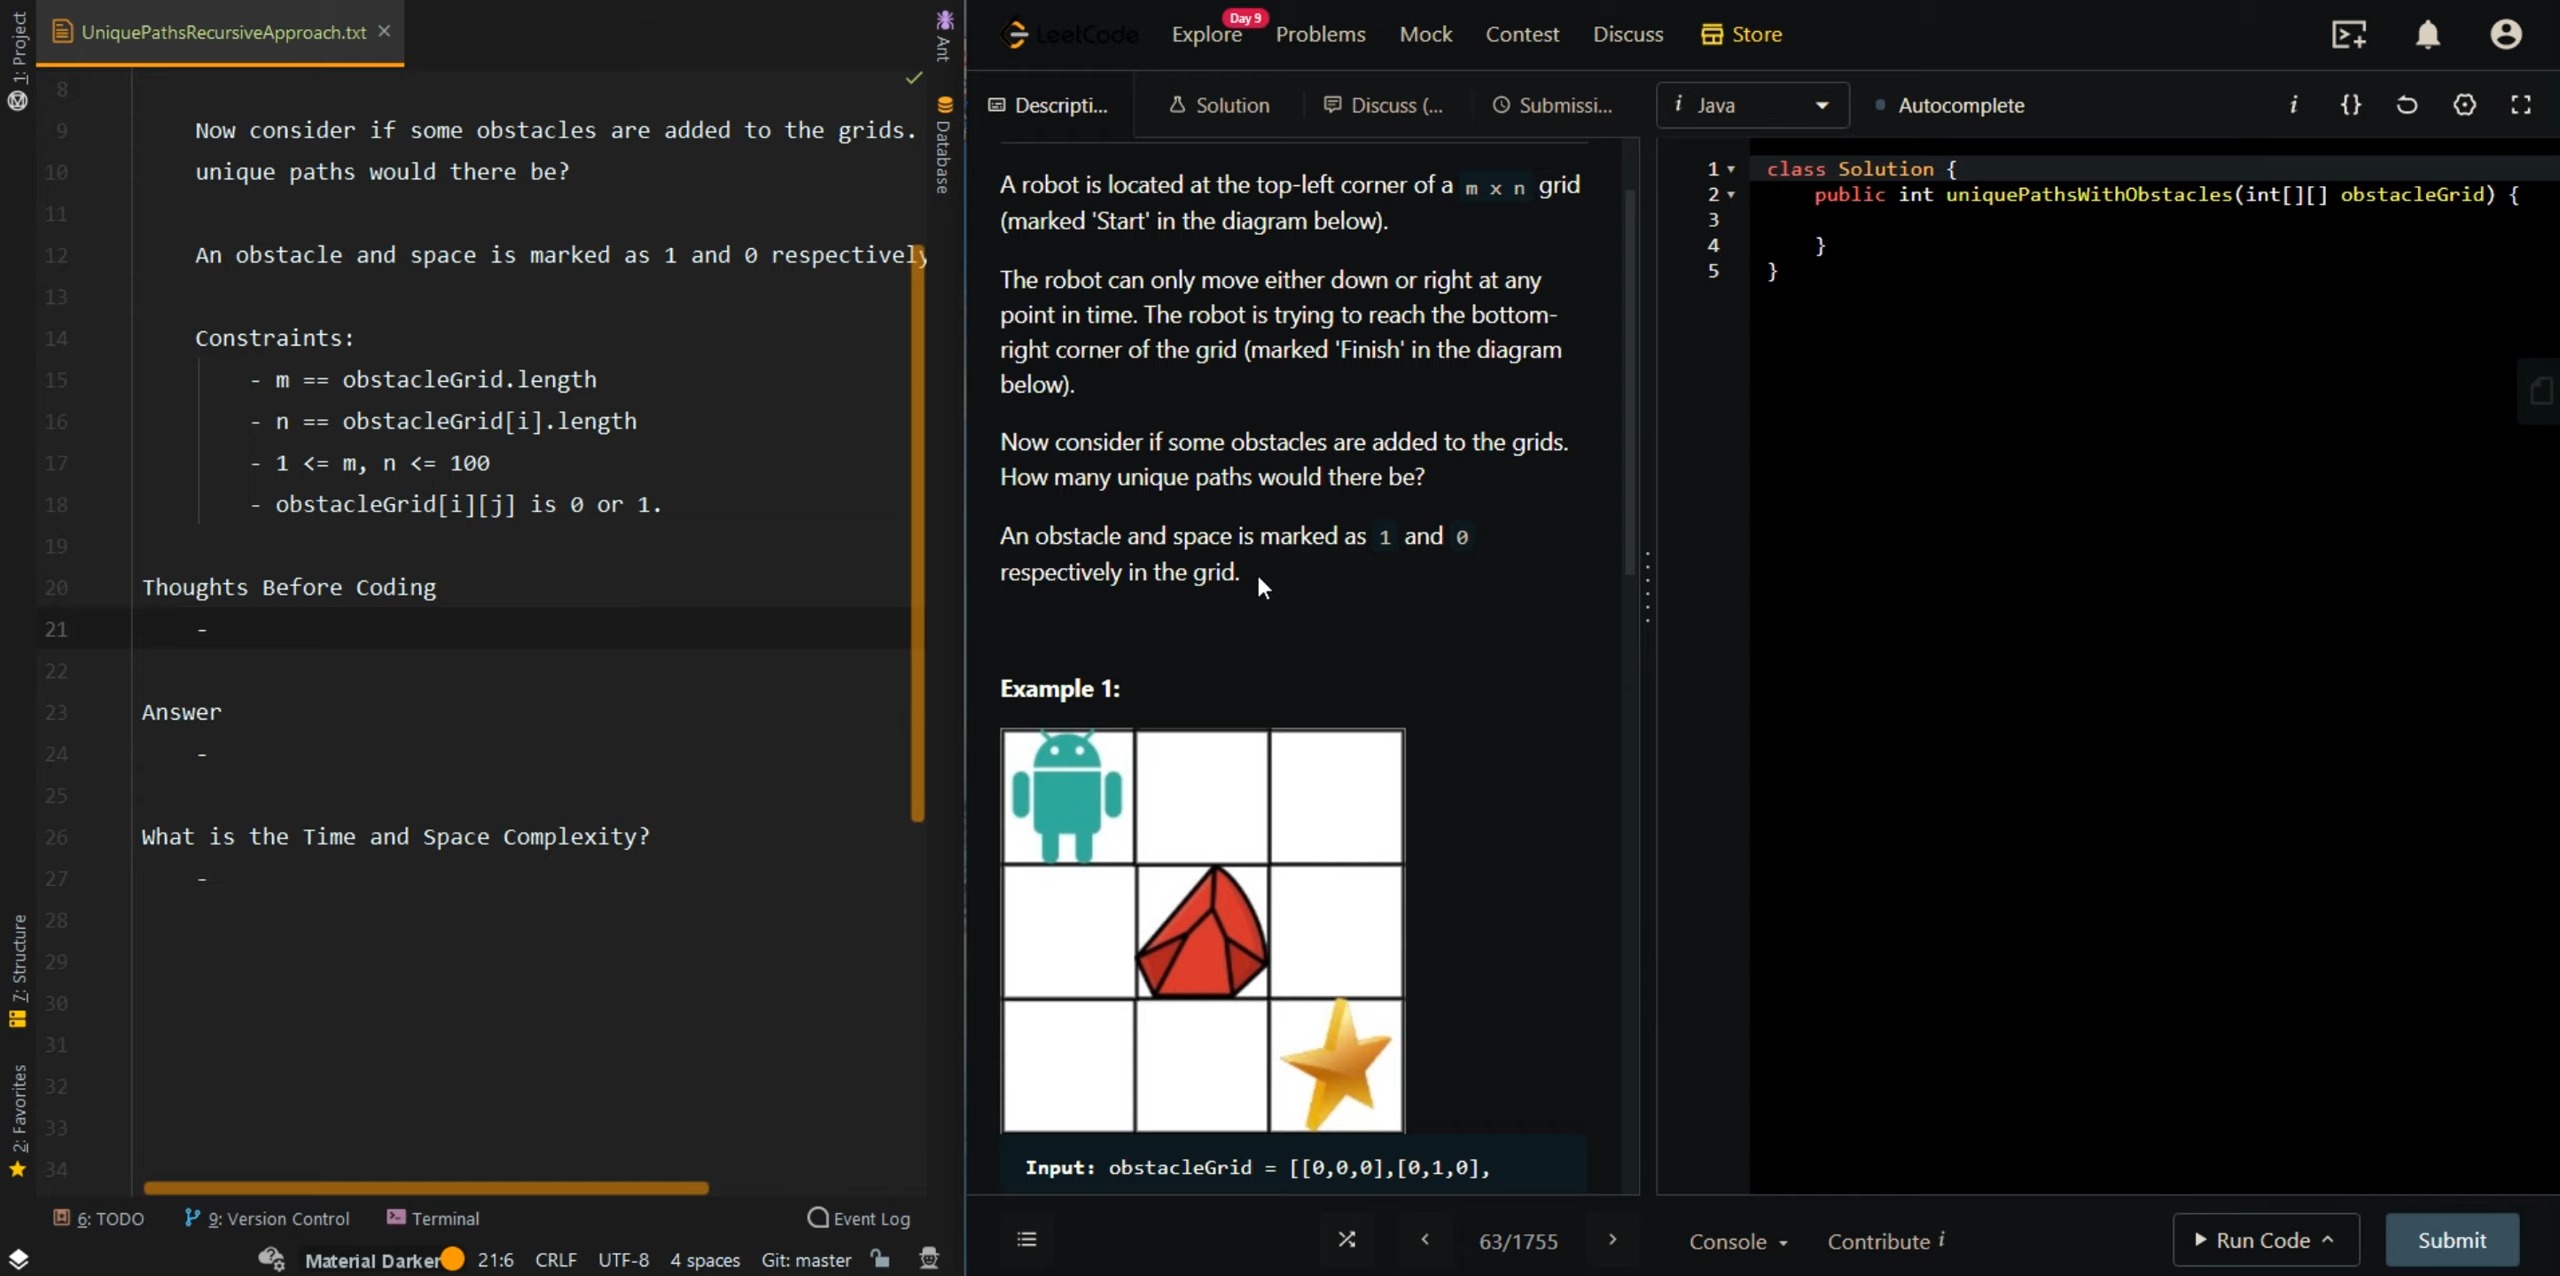 1: Project
7: Structure
2: Favorites
UniquePathsRecursiveApproach.txt
8
9 Now consider if some obstacles are added to the grids.
10 unique paths would there be?
11
12 An obstacle and space is marked as 1 and 0 respectively
13
14 Constraints:
15 - m == obstacleGrid.length
16 - n == obstacleGrid[i].length
17 - 1 <= m, n <= 100
18 - obstacleGrid[i][j] is 0 or 1.
19
20 Thoughts Before Coding
21 -
22
23 Answer
24 -
25
26 What is the Time and Space Complexity?
27 -
28
29
30
31
32
33
34
Ant
Database
6: TODO 9: Version Control Terminal Event Log
Material Darker 21:6 CRLF UTF-8 4 spaces Git: master
LeetCode Explore Day 9 Problems Mock Contest Discuss Store
Descripti... Solution Discuss (... Submissi...
A robot is located at the top-left corner of a m x n grid
(marked 'Start' in the diagram below).
The robot can only move either down or right at any
point in time. The robot is trying to reach the bottom-
right corner of the grid (marked 'Finish' in the diagram
below).
Now consider if some obstacles are added to the grids.
How many unique paths would there be?
An obstacle and space is marked as 1 and 0
respectively in the grid.
Example 1:
Input: obstacleGrid = [[0,0,0],[0,1,0],
63/1755
i Java Autocomplete i {}
1 class Solution {
2 public int uniquePathsWithObstacles(int[][] obstacleGrid) {
3
4 }
5 }
Console Contribute i Run Code Submit